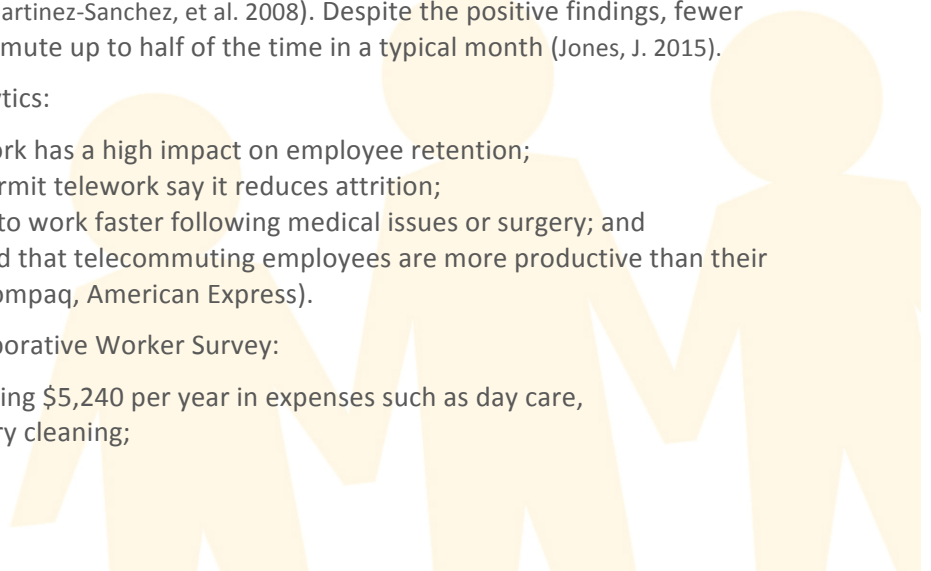 artinez-Sanchez, et al. 2008). Despite the positive findings, fewer
mute up to half of the time in a typical month (Jones, J. 2015).
tics:
ork has a high impact on employee retention;
rmit telework say it reduces attrition;
to work faster following medical issues or surgery; and
d that telecommuting employees are more productive than their
ompaq, American Express).
borative Worker Survey:
ing $5,240 per year in expenses such as day care,
ry cleaning;